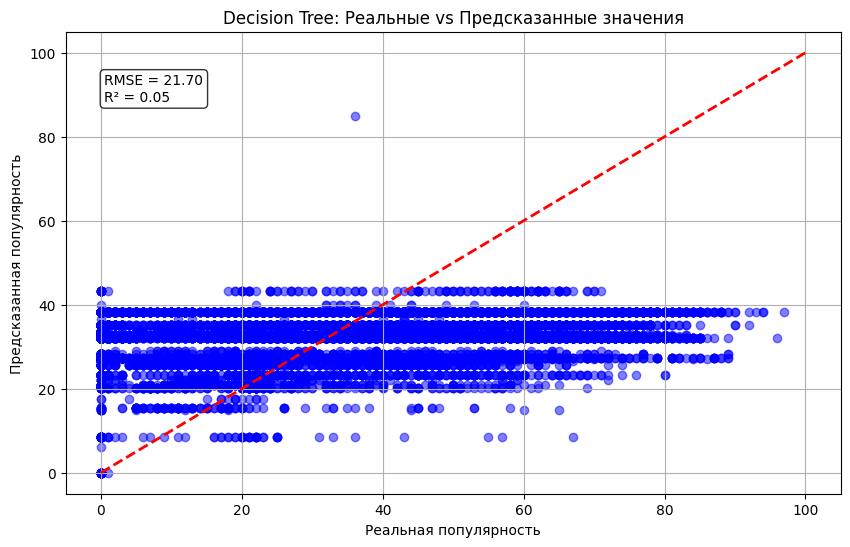 Decision Tree: Реальные vs Предсказанные значения
RMSE = 21.70
R² = 0.05
100
80
60
40
20
0
Предсказанная популярность
0 20 40 60 80 100
Реальная популярность